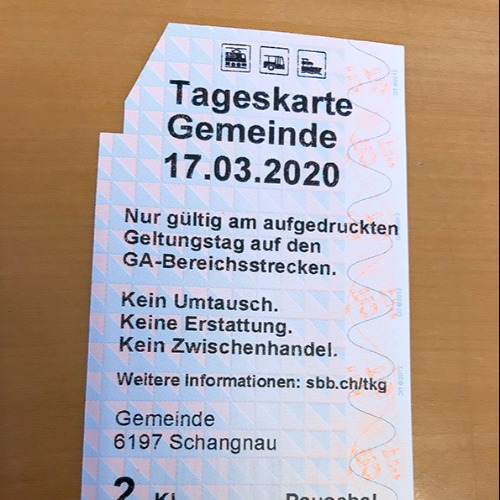 Tageskarte
Gemeinde
17.03.2020
Nur gültig am aufgedruckten
Geltungstag auf den
GA-Bereichsstrecken.
Kein Umtausch.
Keine Erstattung.
Kein Zwischenhandel.
Weitere Informationen: sbb.ch/tkg
Gemeinde
6197 Schangnau
2